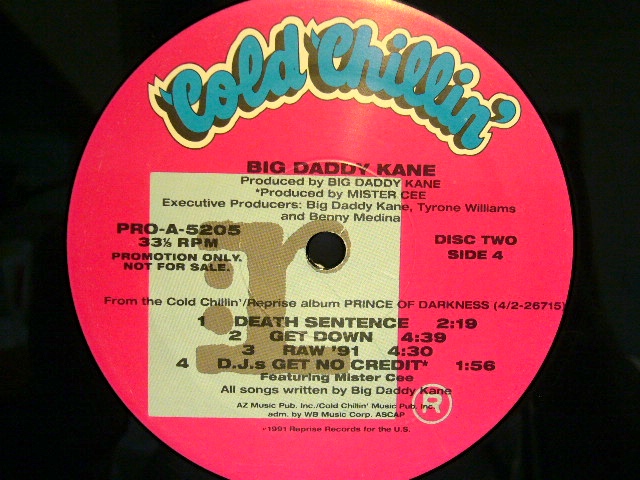 Cold Chillin'
BIG DADDY KANE
Produced by BIG DADDY KANE
*Produced by MISTER CEE
Executive Producers: Big Daddy Kane, Tyrone Williams
and Benny Medina
PRO-A-5205
33⅓ RPM
PROMOTION ONLY.
NOT FOR SALE.
DISC TWO
SIDE 4
r
From the Cold Chillin'/Reprise album PRINCE OF DARKNESS (4/2-26715)
1 DEATH SENTENCE 2:19
2 GET DOWN 4:39
3 RAW '91 4:30
4 D.J.s GET NO CREDIT* 1:56
Featuring Mister Cee
All songs written by Big Daddy Kane
AZ Music Pub. Inc./Cold Chillin' Music Pub. Inc.
adm. by WB Music Corp. ASCAP
®
℗1991 Reprise Records for the U.S.